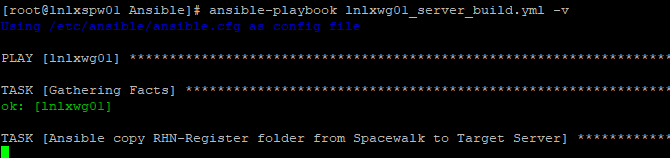 [root@lnlxspw01 Ansible]# ansible-playbook lnlxwg01_server_build.yml -v
Using /etc/ansible/ansible.cfg as config file
PLAY [lnlxwg01] ************************************************************************
TASK [Gathering Facts] *****************************************************************
ok: [lnlxwg01]
TASK [Ansible copy RHN-Register folder from Spacewalk to Target Server] *************